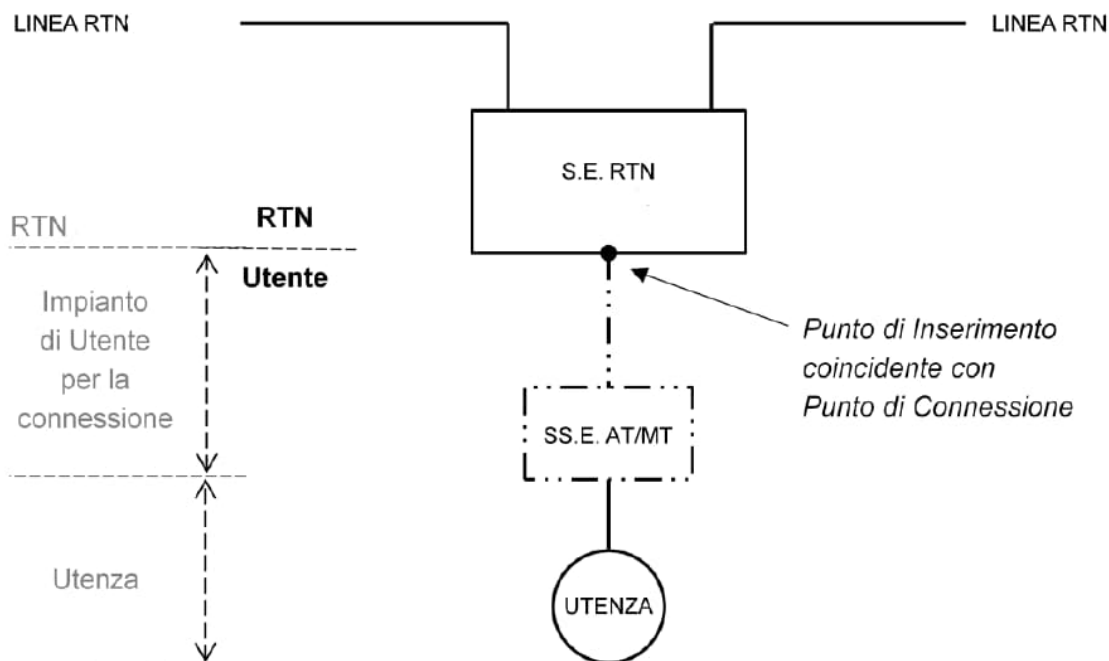 LINEA RTN
LINEA RTN
S.E. RTN
RTN
RTN
Utente
Impianto
di Utente
per la
connessione
Punto di Inserimento
coincidente con
Punto di Connessione
SS.E. AT/MT
Utenza
UTENZA